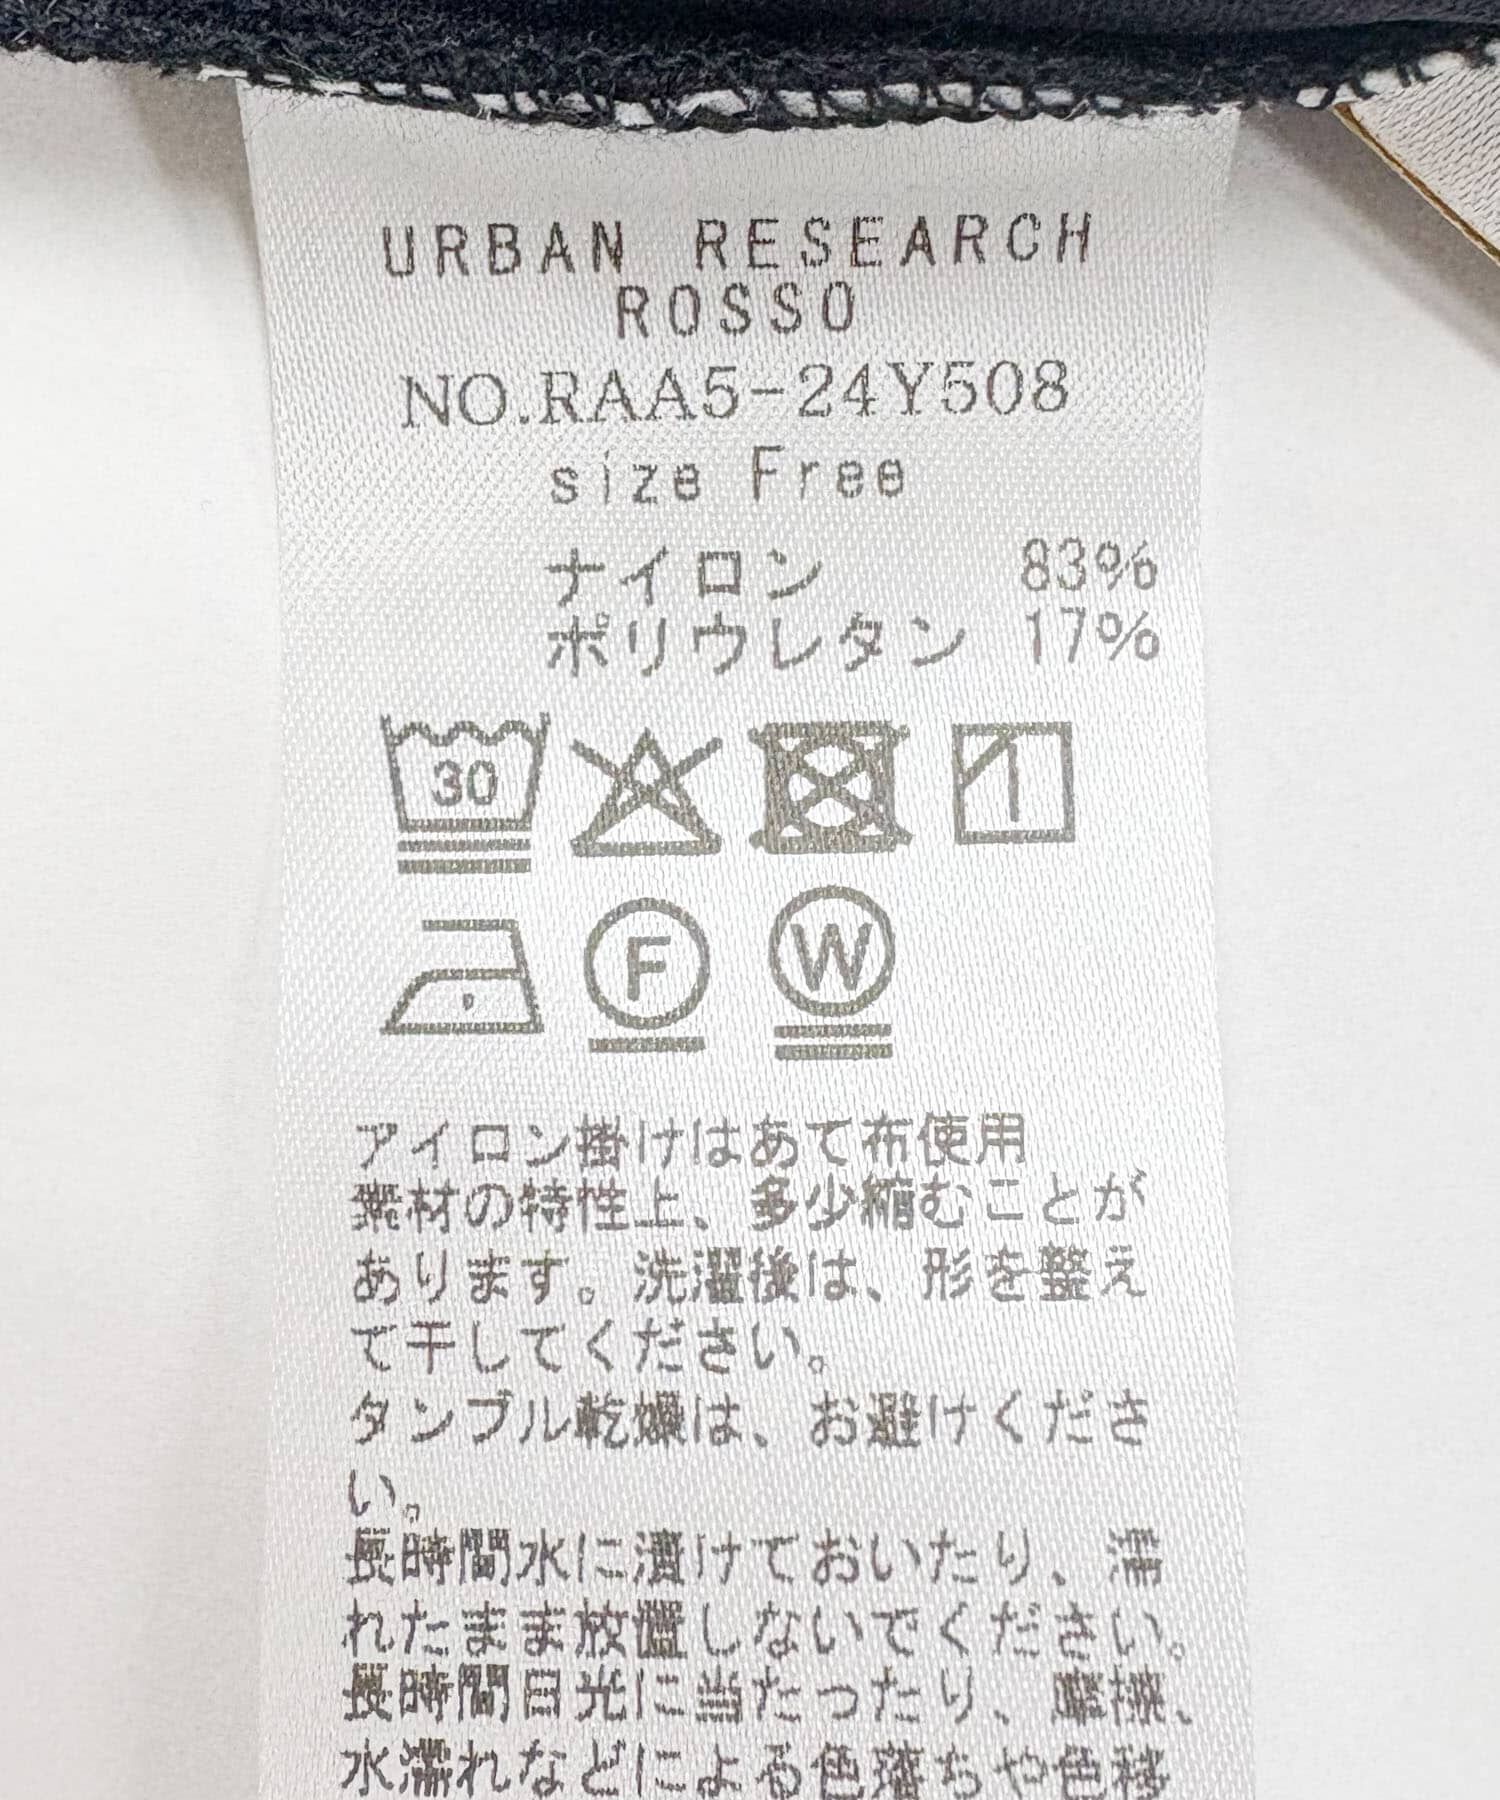 URBAN RESEARCH
ROSSO
NO.RAA5-24Y508
size Free
ナイロン 83%
ポリウレタン 17%
30
F W
アイロン掛けはあて布使用
素材の特性上、多少縮むことが
あります。洗濯後は、形を整え
て干してください。
タンブル乾燥は、お避けくださ
い。
長時間水に漬けておいたり、濡
れたまま放置しないでください。
長時間日光に当たったり、摩擦、
水濡れなどによる色落ちや色移